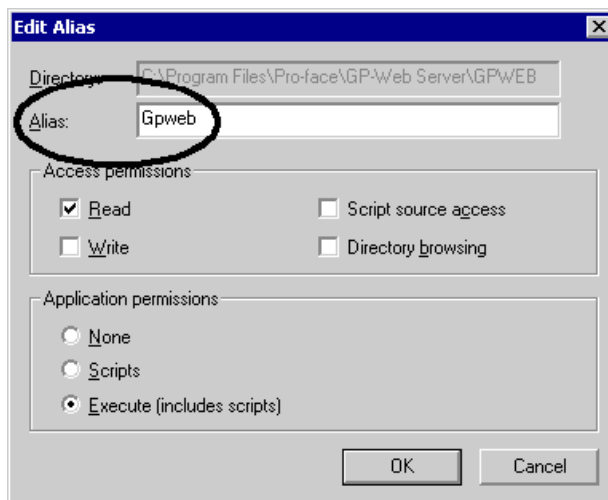 Edit Alias
Directory: C:\Program Files\Pro-face\GP-Web Server\GPWEB
Alias: Gpweb
Access permissions
Read Script source access
Write Directory browsing
Application permissions
None
Scripts
Execute (includes scripts)
OK Cancel